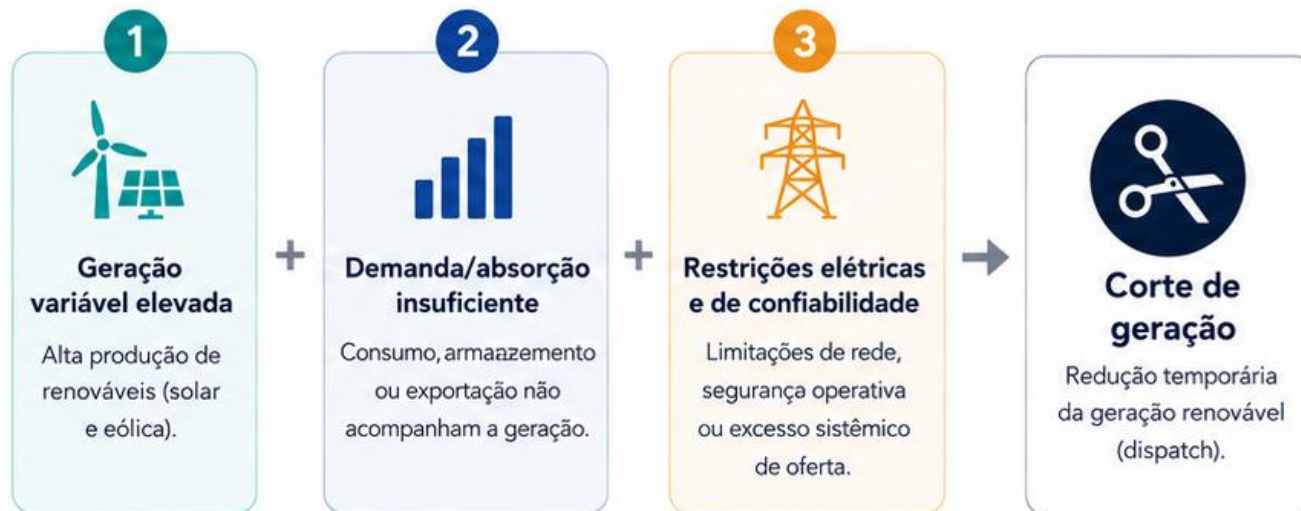 1
Geração
variável elevada
Alta produção de
renováveis (solar
e eólica).
+
2
Demanda/absorção
insuficiente
Consumo, armazzemento
ou exportação não
acompanham a geração.
+
3
Restrições elétricas
e de confiabilidade
Limitações de rede,
segurança operativa
ou excesso sistêmico
de oferta.
Corte de
geração
Redução temporária
da geração renovável
(dispatch).